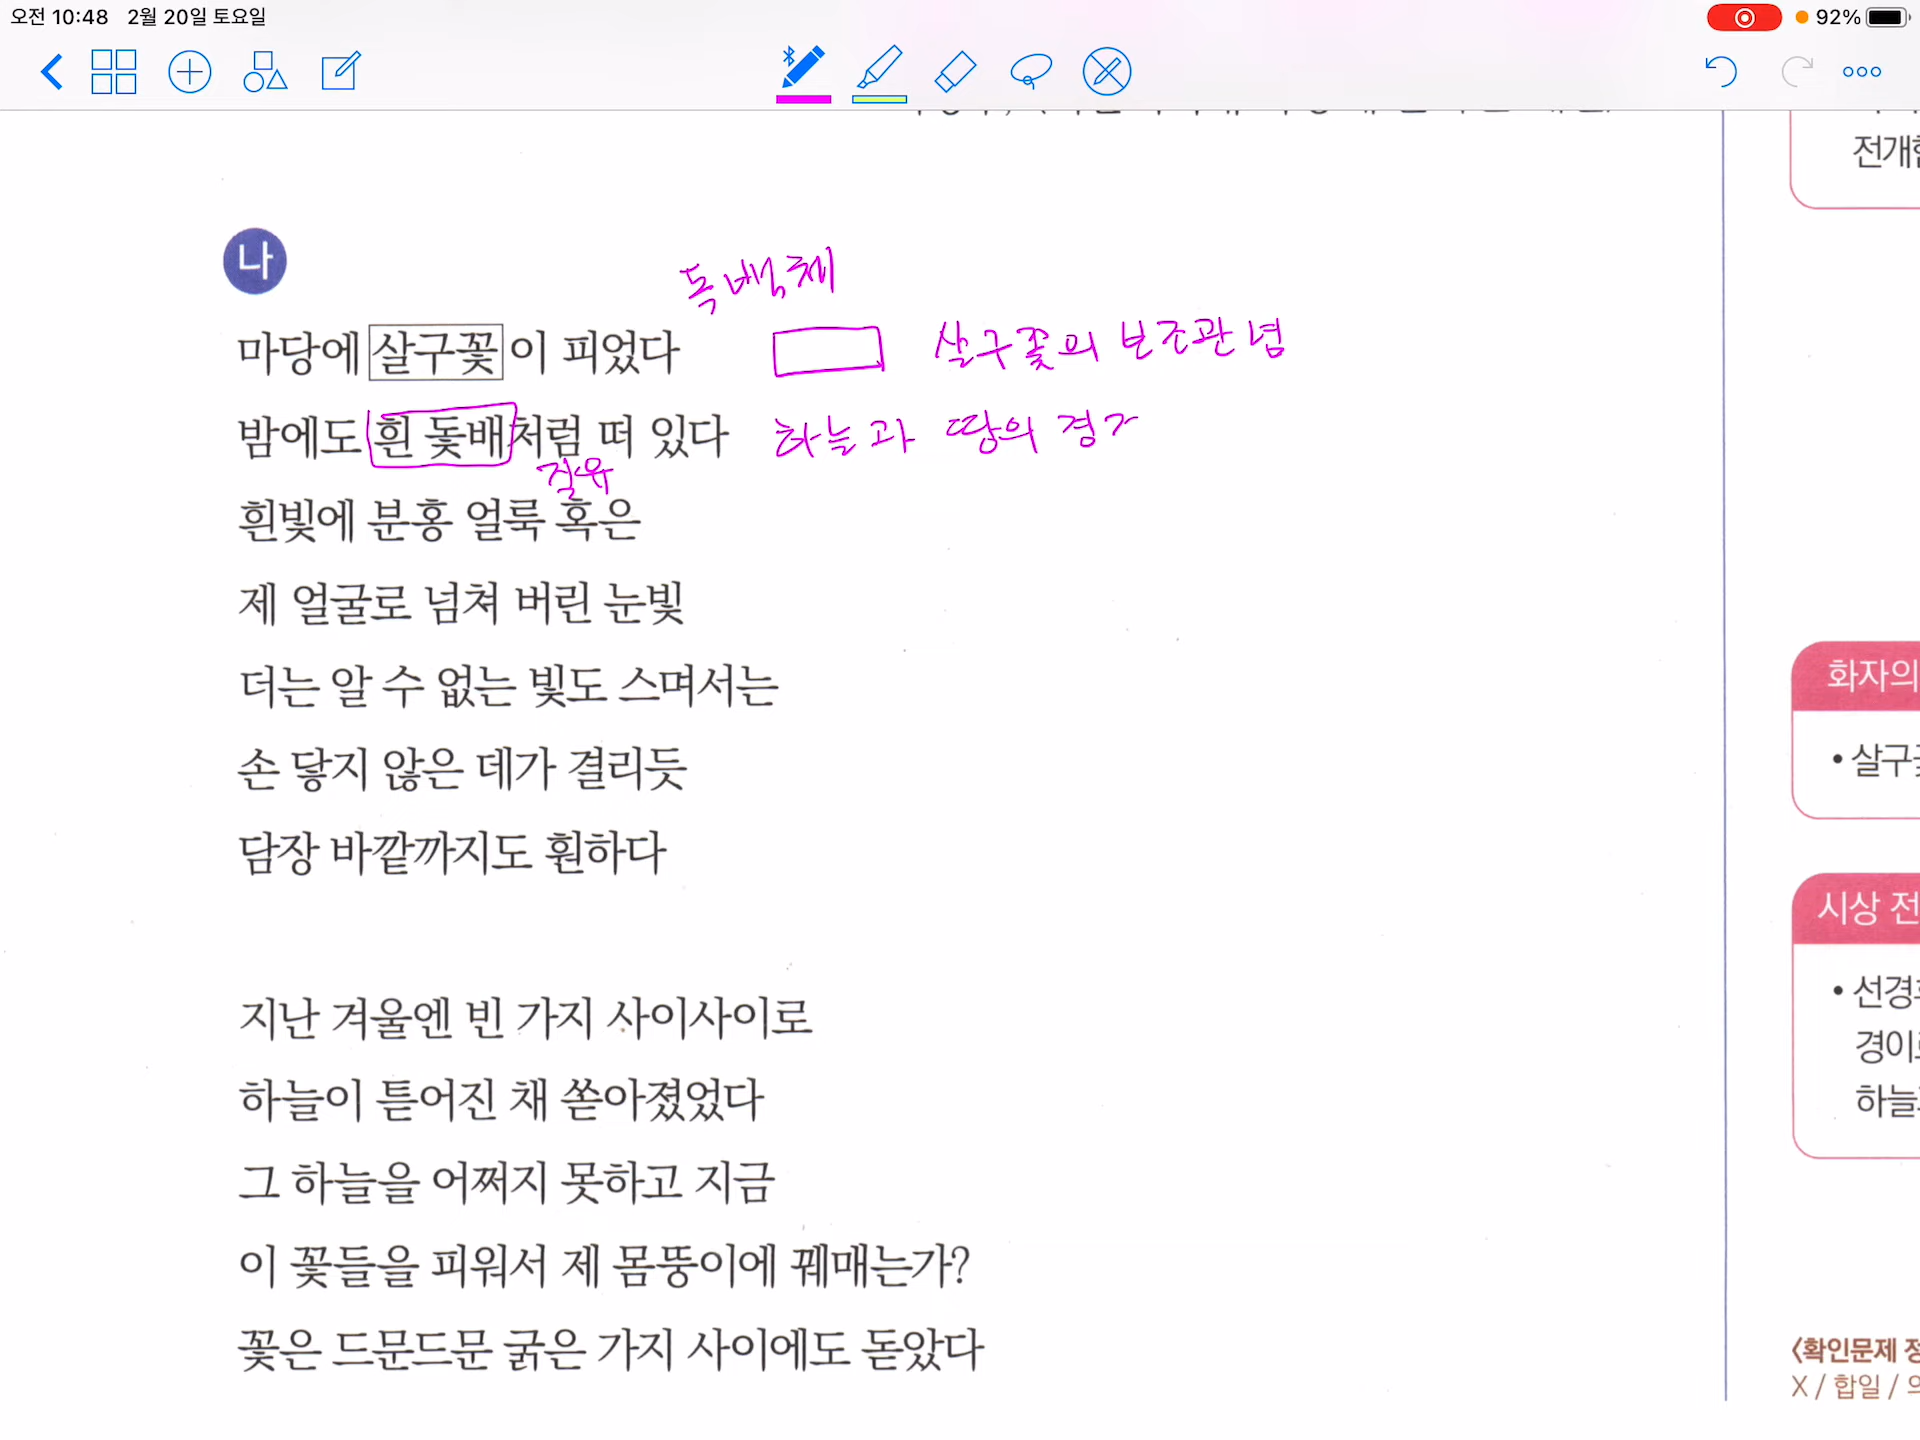 오전 10:48 2월 20일 토요일
92%
전개함
나
독백체
마당에 살구꽃이 피었다
살구꽃의 보조관념
밤에도 흰 돛배처럼 떠 있다
하늘과 땅의 경
직유
흰빛에 분홍 얼룩 혹은
제 얼굴로 넘쳐 버린 눈빛
더는 알 수 없는 빛도 스며서는
손 닿지 않은 데가 결리듯
담장 바깥까지도 훤하다
지난 겨울엔 빈 가지 사이사이로
하늘이 튿어진 채 쏟아졌었다
그 하늘을 어쩌지 못하고 지금
이 꽃들을 피워서 제 몸뚱이에 꿰매는가?
꽃은 드문드문 굵은 가지 사이에도 돋았다
화자의
• 살구
시상 전
• 선경
경이
하늘
<확인문제 정
X / 합일 /